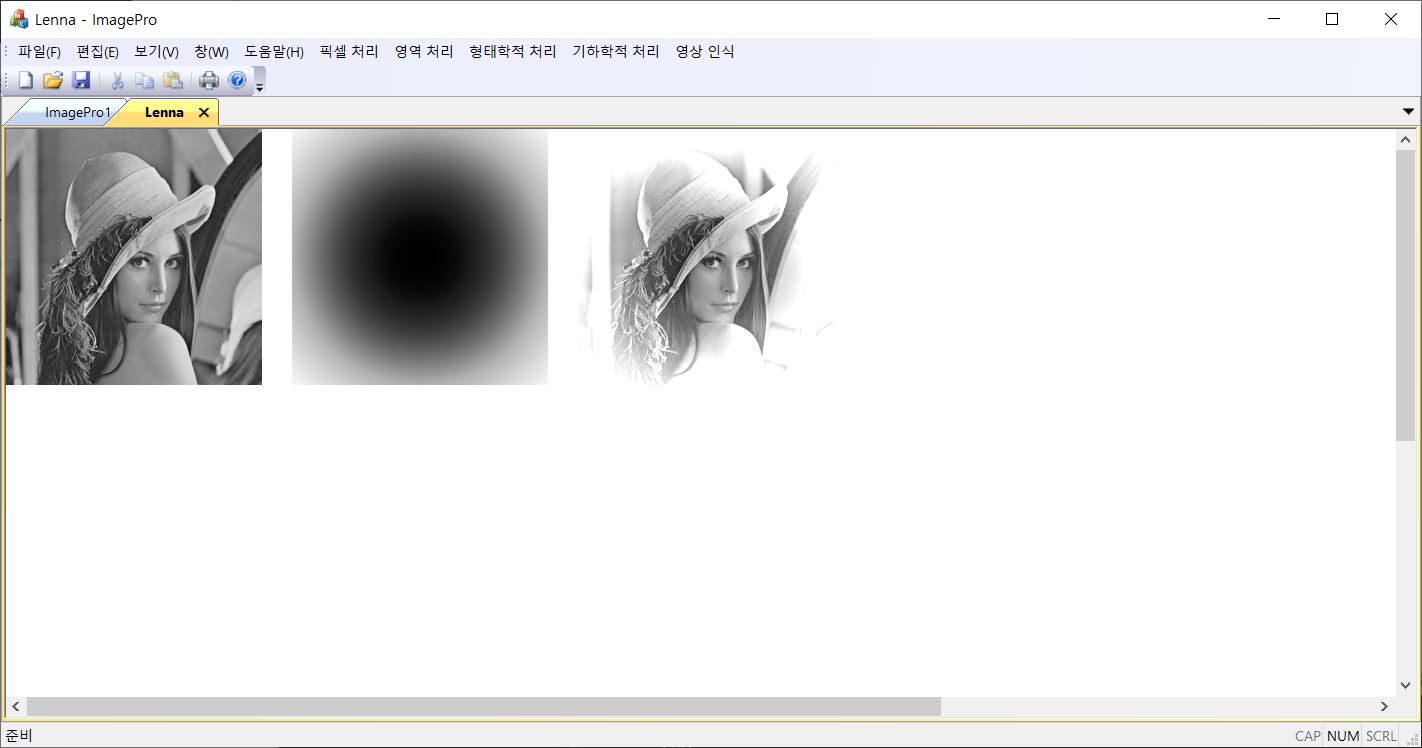 Lenna - ImagePro
파일(F) 편집(E) 보기(V) 창(W) 도움말(H) 픽셀 처리 영역 처리 형태학적 처리 기하학적 처리 영상 인식
ImagePro1 Lenna
준비 CAP NUM SCRL